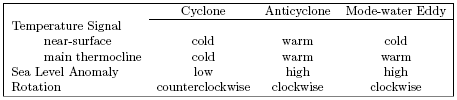 Cyclone Anticyclone Mode-water Eddy
Temperature Signal
near-surface cold warm cold
main thermocline cold warm warm
Sea Level Anomaly low high high
Rotation counterclockwise clockwise clockwise